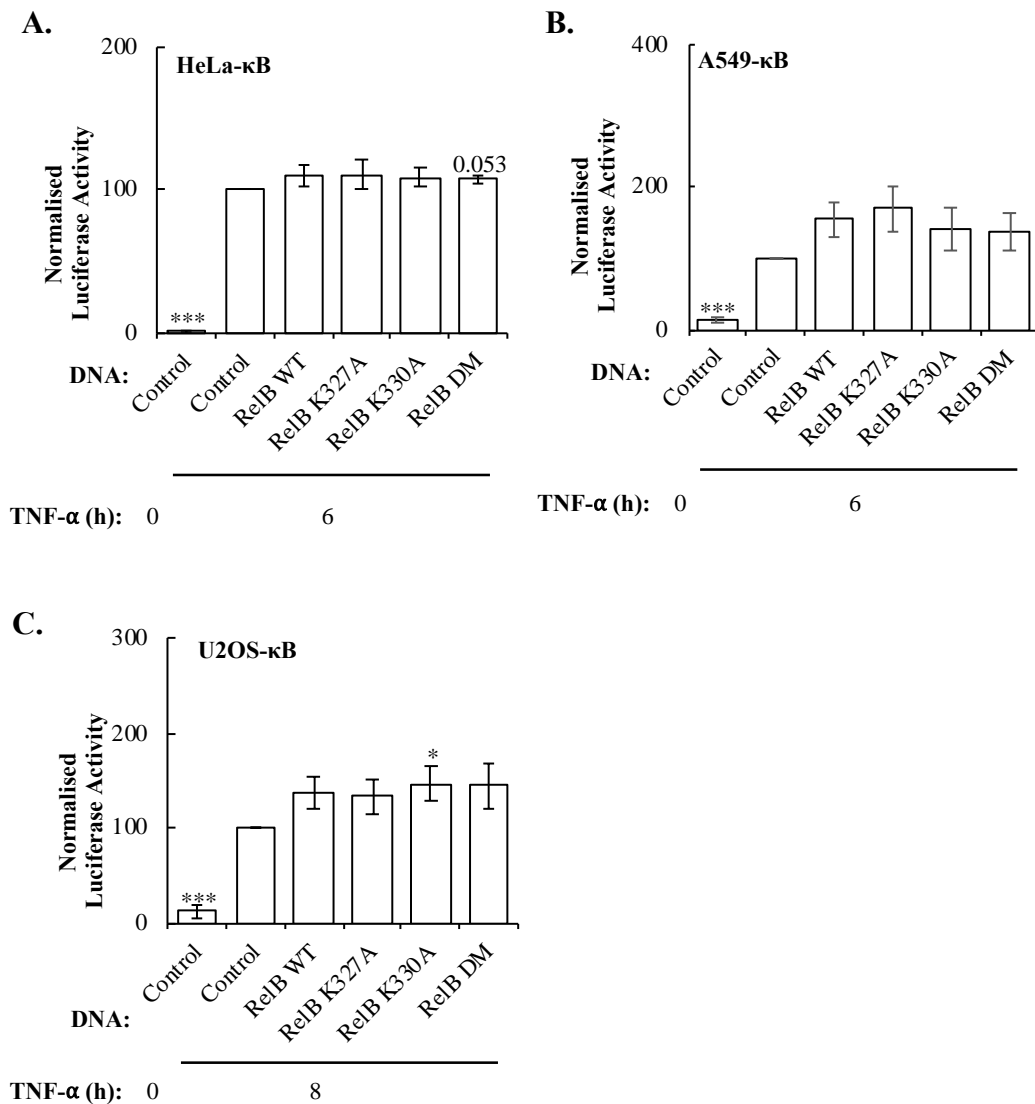 A.
200
HeLa-κB
Normalised
Luciferase Activity
100
0.053
***
0
DNA:
Control
Control
RelB WT
RelB K327A
RelB K330A
RelB DM
TNF-α (h): 0 6
B.
400
A549-κB
Normalised
Luciferase Activity
200
***
0
DNA:
Control
Control
RelB WT
RelB K327A
RelB K330A
RelB DM
TNF-α (h): 0 6
C.
300
U2OS-κB
Normalised
Luciferase Activity
200
*
100
***
0
DNA:
Control
Control
RelB WT
RelB K327A
RelB K330A
RelB DM
TNF-α (h): 0 8